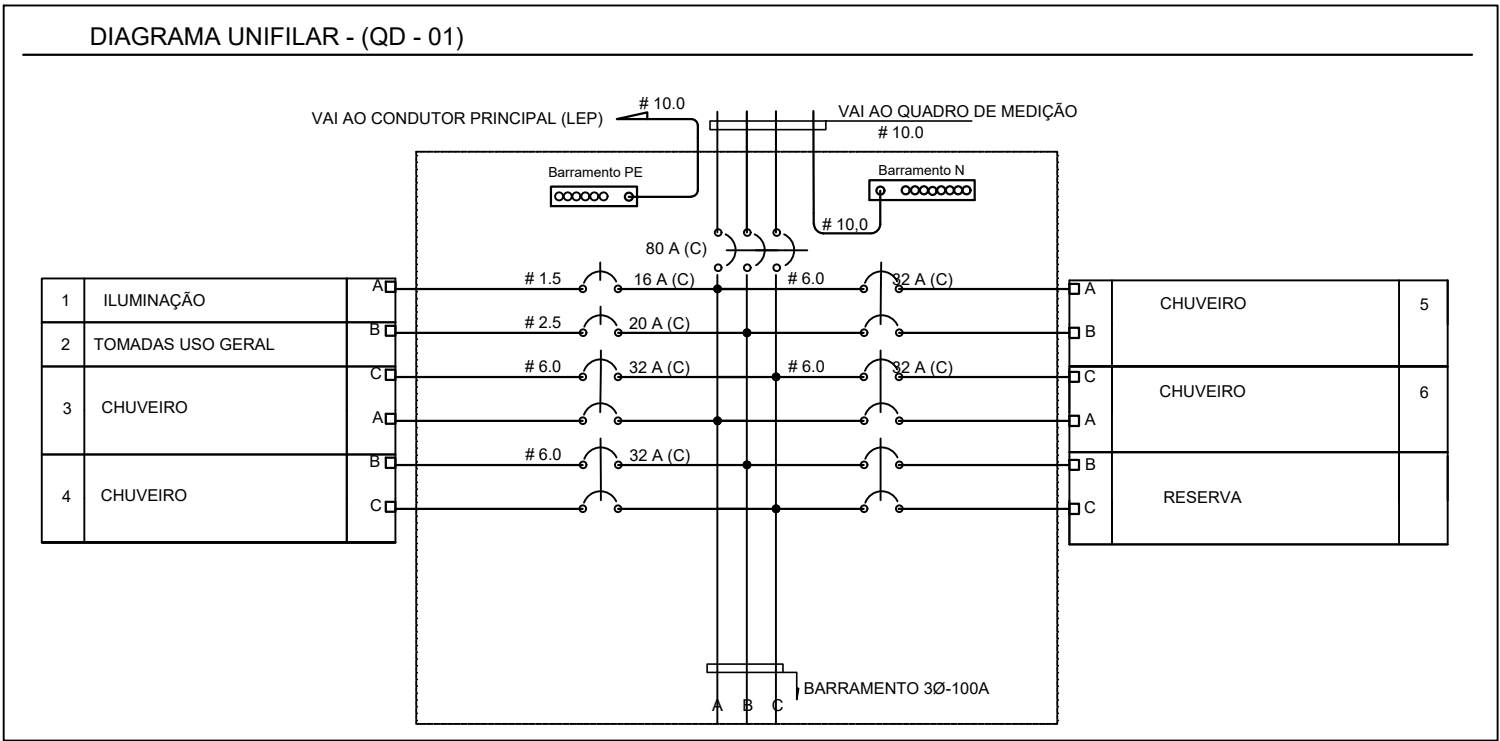 DIAGRAMA UNIFILAR - (QD - 01)
# 10.0
VAI AO CONDUTOR PRINCIPAL (LEP)
VAI AO QUADRO DE MEDIÇÃO
# 10.0
Barramento PE
Barramento N
# 10,0
80 A (C)
1 ILUMINAÇÃO A # 1.5 16 A (C) # 6.0 32 A (C) A CHUVEIRO 5
2 TOMADAS USO GERAL B # 2.5 20 A (C) B
3 CHUVEIRO C # 6.0 32 A (C) # 6.0 32 A (C) C CHUVEIRO 6
A A
4 CHUVEIRO B # 6.0 32 A (C) B RESERVA
C C
BARRAMENTO 3Ø-100A
A B C